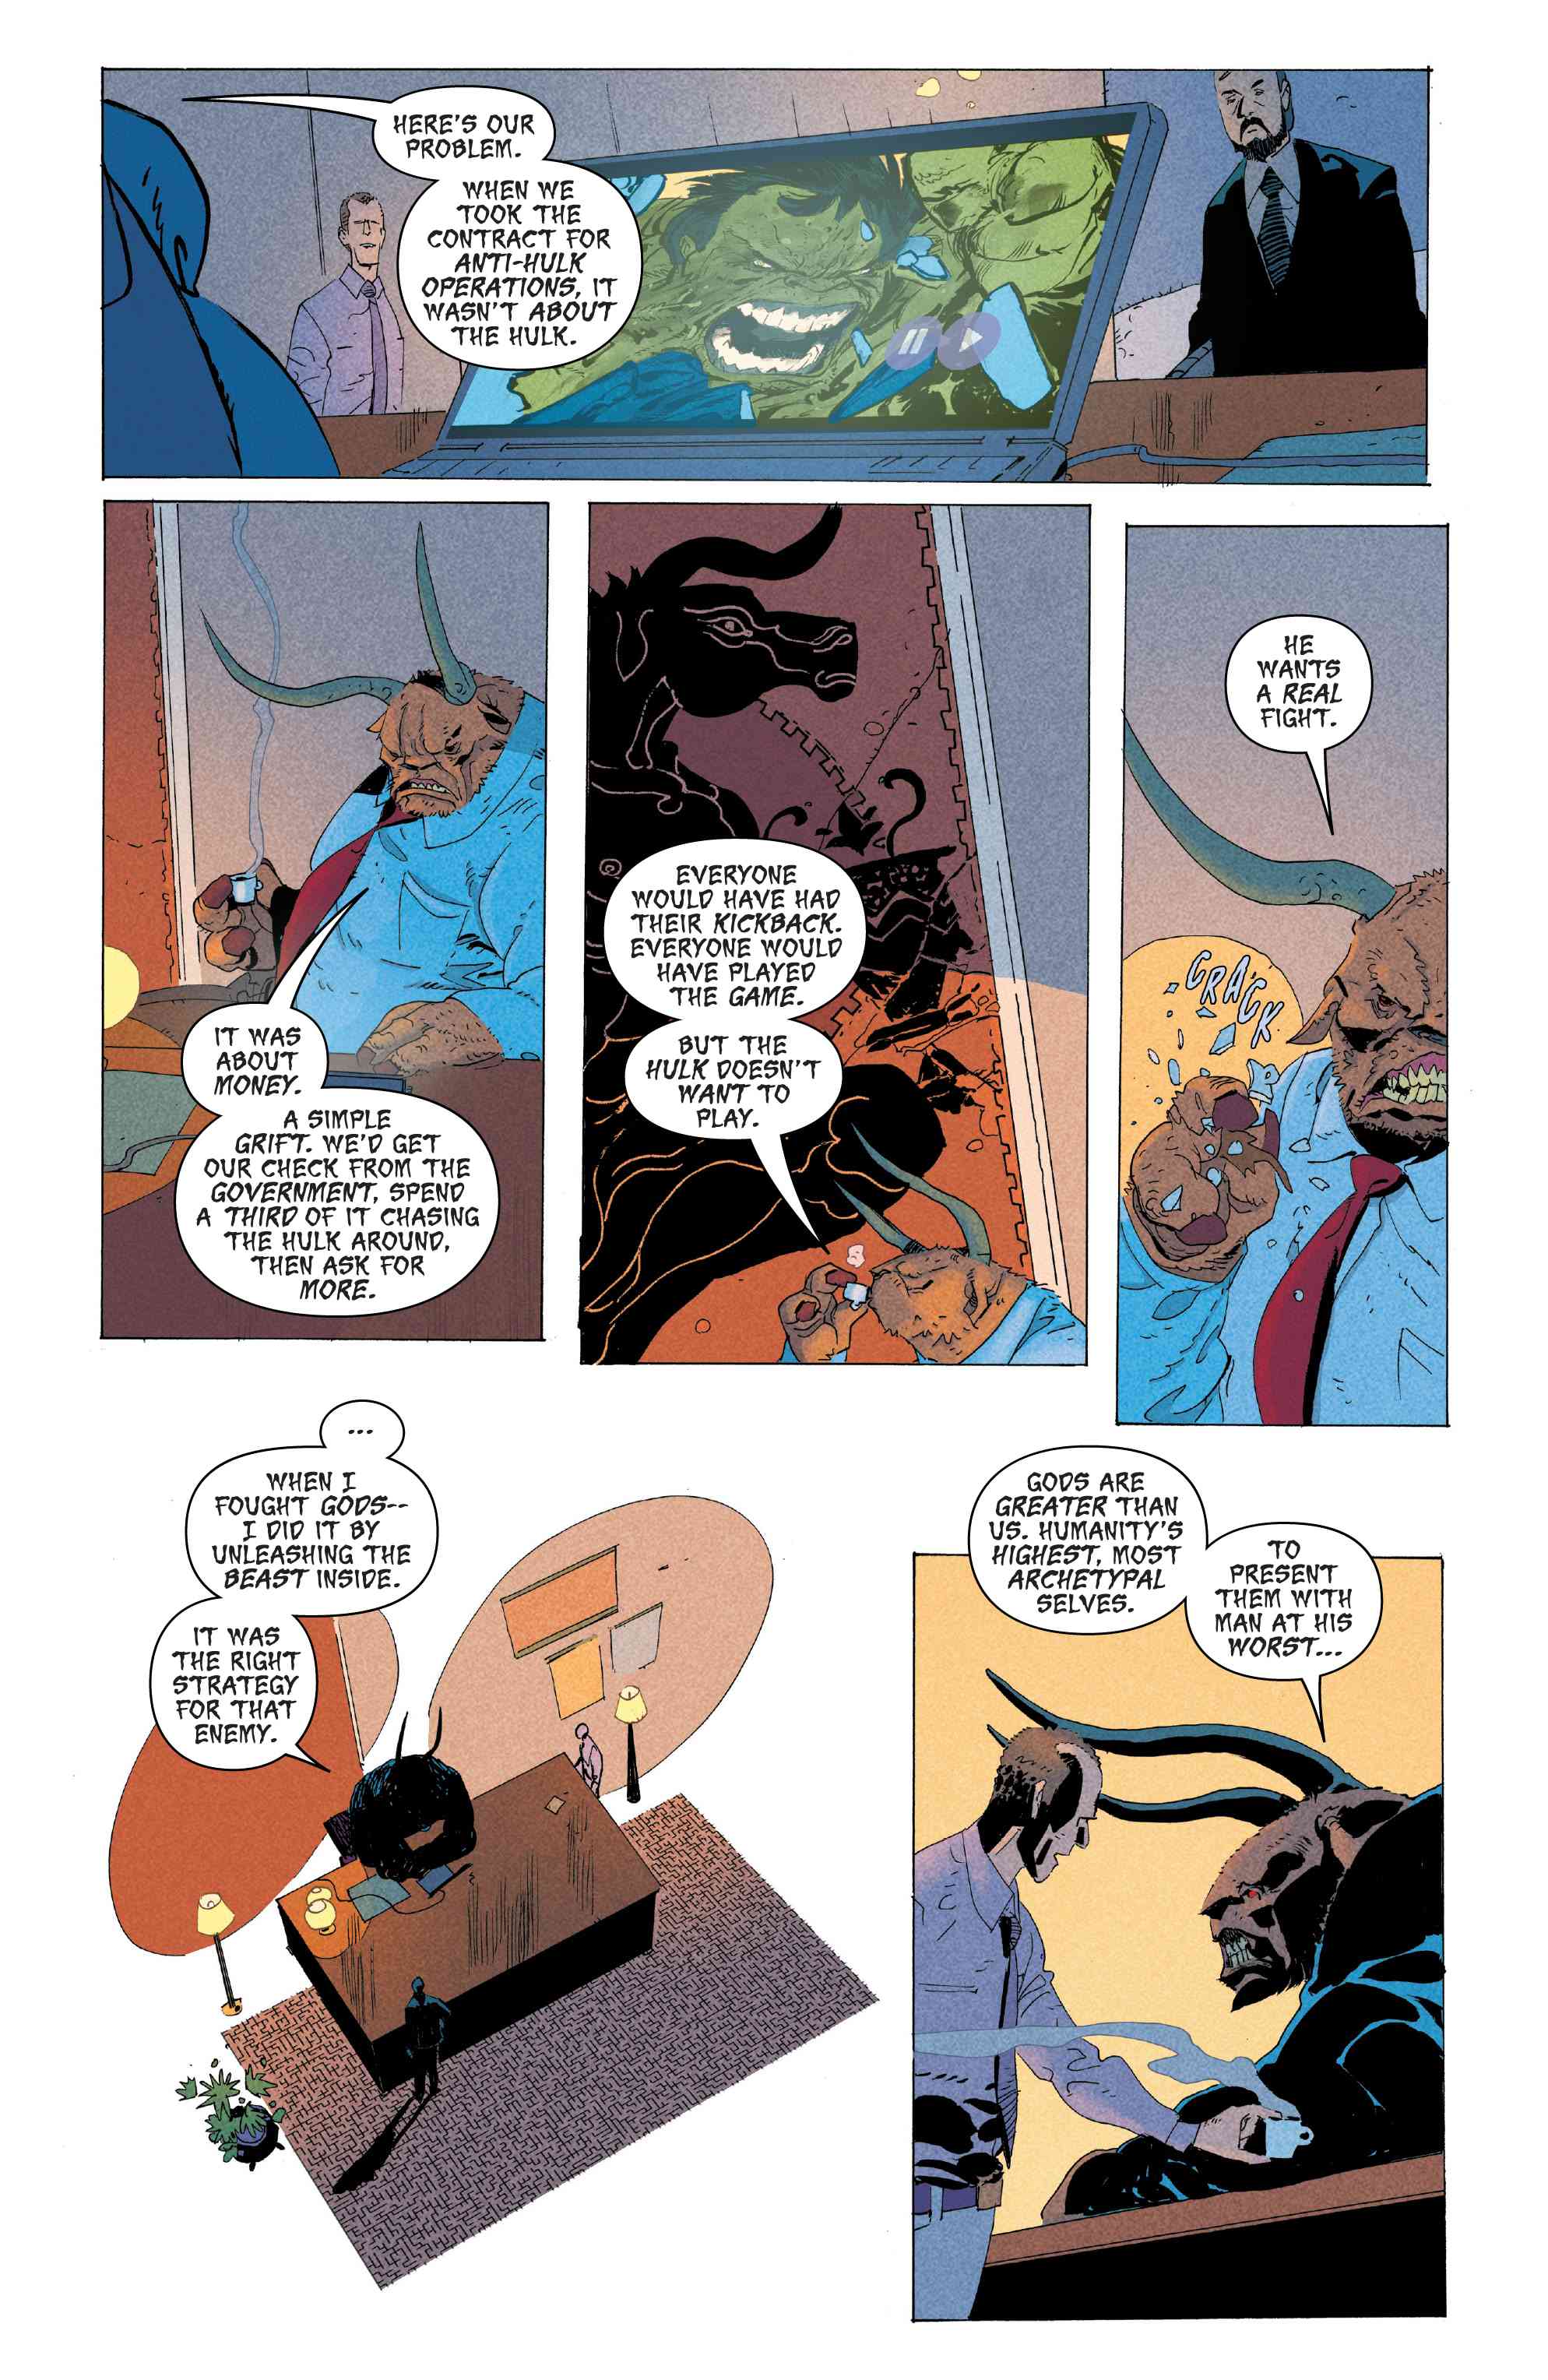 HERE'S OUR
PROBLEM.
WHEN WE
TOOK THE
CONTRACT FOR
ANTI-HULK
OPERATIONS, IT
WASN'T ABOUT
THE HULK.
IT WAS
ABOUT
MONEY.
A SIMPLE
GRIFT. WE'D GET
OUR CHECK FROM THE
GOVERNMENT, SPEND
A THIRD OF IT CHASING
THE HULK AROUND,
THEN ASK FOR
MORE.
EVERYONE
WOULD HAVE HAD
THEIR KICKBACK.
EVERYONE WOULD
HAVE PLAYED
THE GAME.
BUT THE
HULK DOESN'T
WANT TO
PLAY.
HE
WANTS
A REAL
FIGHT.
CRACK
...
WHEN I
FOUGHT GODS--
I DID IT BY
UNLEASHING THE
BEAST INSIDE.
IT WAS
THE RIGHT
STRATEGY
FOR THAT
ENEMY.
GODS ARE
GREATER THAN
US. HUMANITY'S
HIGHEST, MOST
ARCHETYPAL
SELVES.
TO
PRESENT
THEM WITH
MAN AT HIS
WORST...